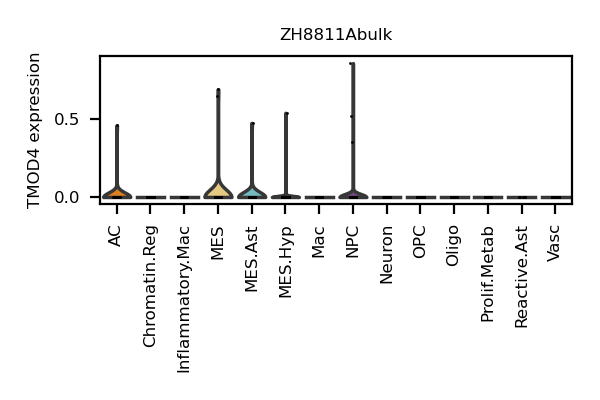 ZH8811Abulk
TMOD4 expression
0.5
0.0
AC
Chromatin.Reg
Inflammatory.Mac
MES
MES.Ast
MES.Hyp
Mac
NPC
Neuron
OPC
Oligo
Prolif.Metab
Reactive.Ast
Vasc